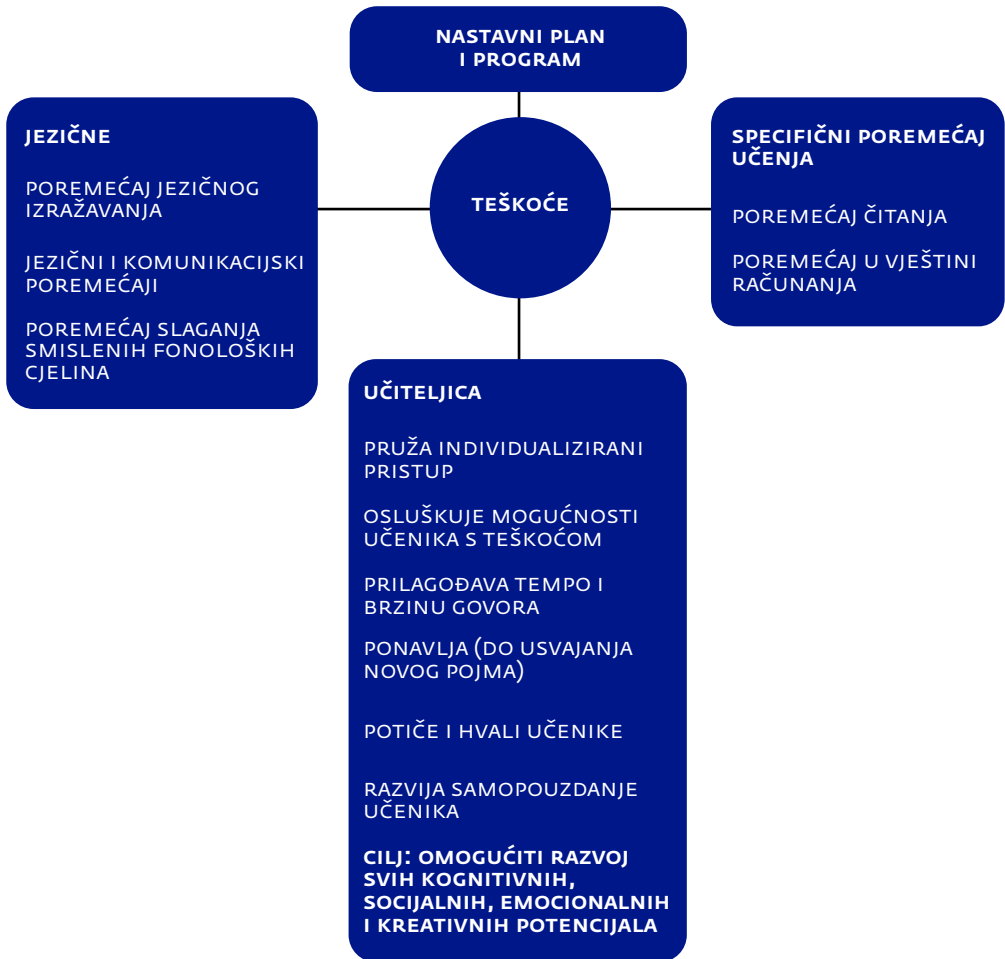 NASTAVNI PLAN
I PROGRAM
JEZIČNE
POREMEĆAJ JEZIČNOG
IZRAŽAVANJA
JEZIČNI I KOMUNIKACIJSKI
POREMEĆAJI
POREMEĆAJ SLAGANJA
SMISLENIH FONOLOŠKIH
CJELINA
TEŠKOĆE
SPECIFIČNI POREMEĆAJ
UČENJA
POREMEĆAJ ČITANJA
POREMEĆAJ U VJEŠTINI
RAČUNANJA
UČITELJICA
PRUŽA INDIVIDUALIZIRANI
PRISTUP
OSLUŠKUJE MOGUĆNOSTI
UČENIKA S TEŠKOĆOM
PRILAGOĐAVA TEMPO I
BRZINU GOVORA
PONAVLJA (DO USVAJANJA
NOVOG POJMA)
POTIČE I HVALI UČENIKE
RAZVIJA SAMOPOUZDANJE
UČENIKA
CILJ: OMOGUĆITI RAZVOJ
SVIH KOGNITIVNIH,
SOCIJALNIH, EMOCIONALNIH
I KREATIVNIH POTENCIJALA